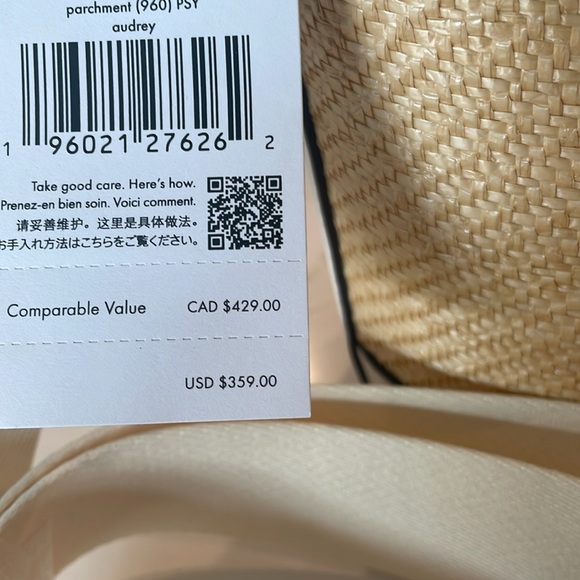 parchment (960) PSY
audrey
1 96021 27626 2
Take good care. Here's how.
Prenez-en bien soin. Voici comment.
请妥善维护。这里是具体做法。
お手入れ方法はこちらをご覧ください。
Comparable Value CAD $429.00
USD $359.00